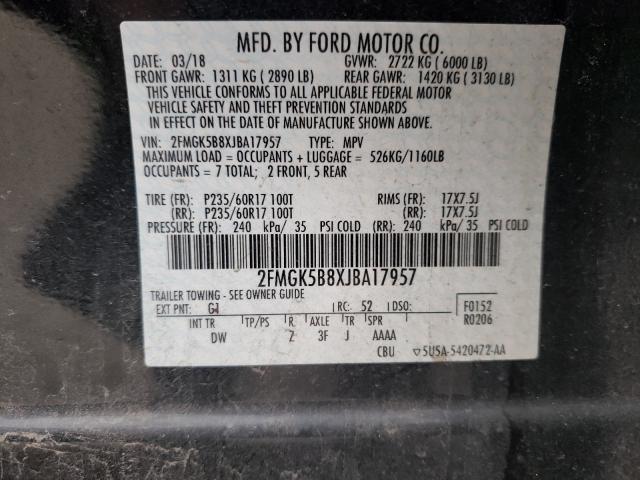 MFD. BY FORD MOTOR CO.
DATE: 03/18 GVWR: 2722 KG ( 6000 LB)
FRONT GAWR: 1311 KG ( 2890 LB) REAR GAWR: 1420 KG ( 3130 LB)
THIS VEHICLE CONFORMS TO ALL APPLICABLE FEDERAL MOTOR
VEHICLE SAFETY AND THEFT PREVENTION STANDARDS
IN EFFECT ON THE DATE OF MANUFACTURE SHOWN ABOVE.
VIN: 2FMGK5B8XJBA17957 TYPE: MPV
MAXIMUM LOAD = OCCUPANTS + LUGGAGE = 526KG/1160LB
OCCUPANTS = 7 TOTAL; 2 FRONT, 5 REAR
TIRE (FR): P235/60R17 100T RIMS (FR): 17X7.5J
(RR): P235/60R17 100T (RR): 17X7.5J
PRESSURE (FR): 240 kPa/ 35 PSI COLD (RR): 240 kPa/ 35 PSI COLD
2FMGK5B8XJBA17957
TRAILER TOWING - SEE OWNER GUIDE
EXT PNT: G1 RC: 52 DSO: F0152
INT TR TP/PS R AXLE TR SPR R0206
DW 2 3F J AAAA
CBU 5U5A-5420472-AA